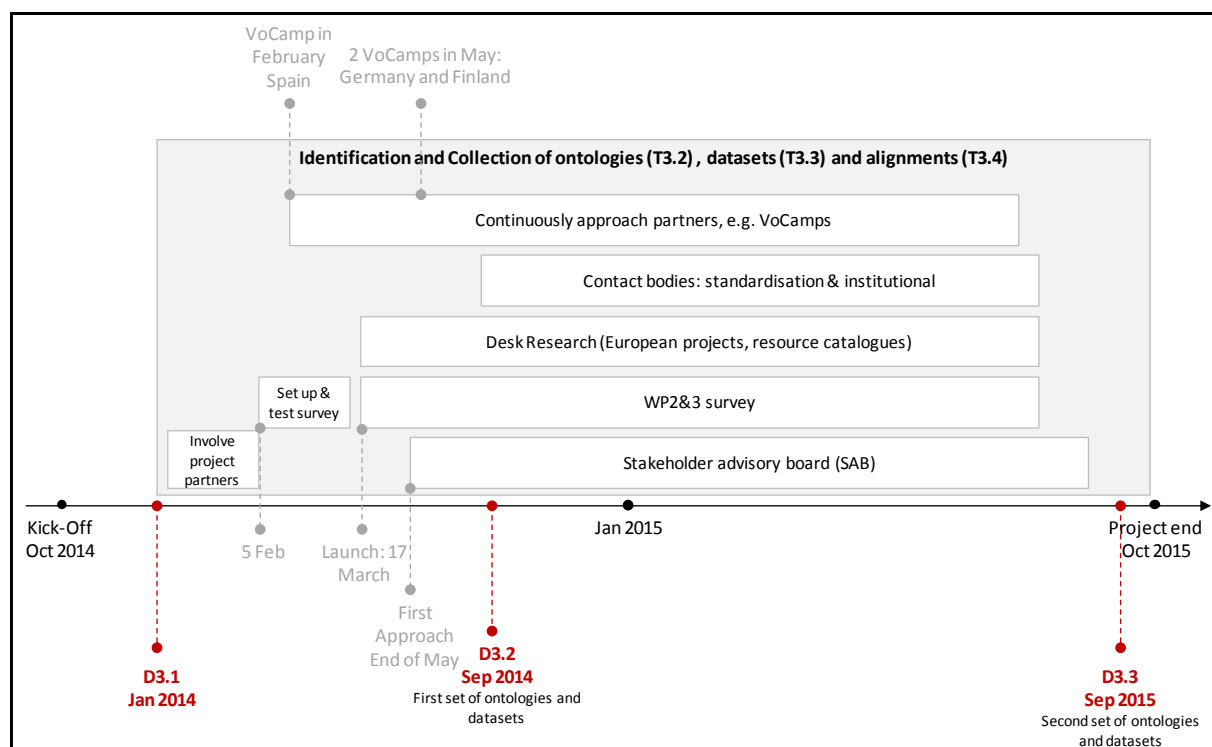 VoCamp in
February
Spain
2 VoCamps in May:
Germany and Finland
Identification and Collection of ontologies (T3.2) , datasets (T3.3) and alignments (T3.4)
Continuously approach partners, e.g. VoCamps
Contact bodies: standardisation & institutional
Desk Research (European projects, resource catalogues)
Set up &
test survey
WP2&3 survey
Involve
project
partners
Stakeholder advisory board (SAB)
Kick-Off
Oct 2014
5 Feb
Launch: 17
March
Jan 2015
Project end
Oct 2015
First
Approach
End of May
D3.1
Jan 2014
D3.2
Sep 2014
First set of ontologies and
datasets
D3.3
Sep 2015
Second set of ontologies
and datasets